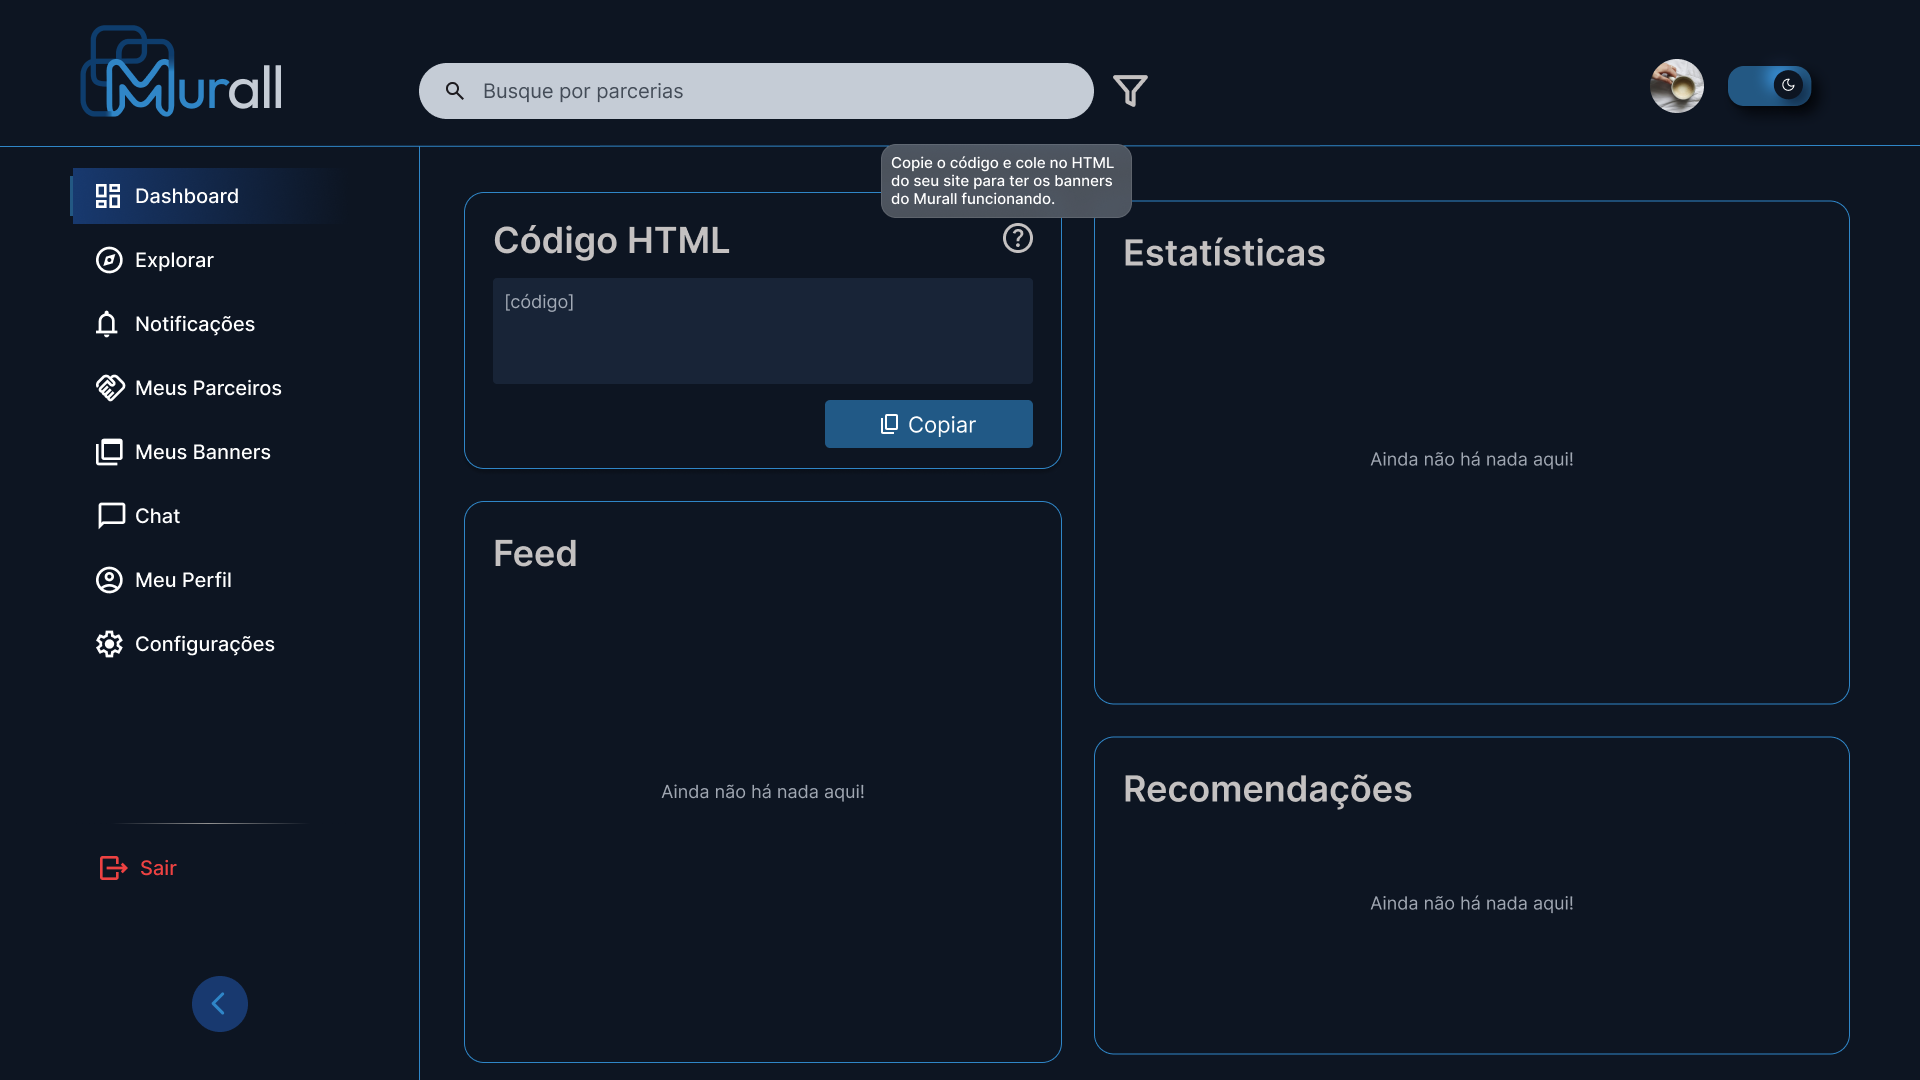 Murall
Busque por parcerias
Dashboard
Explorar
Notificações
Meus Parceiros
Meus Banners
Chat
Meu Perfil
Configurações
Sair
Copie o código e cole no HTML
do seu site para ter os banners
do Murall funcionando.
Código HTML
[código]
Copiar
Feed
Ainda não há nada aqui!
Estatísticas
Ainda não há nada aqui!
Recomendações
Ainda não há nada aqui!